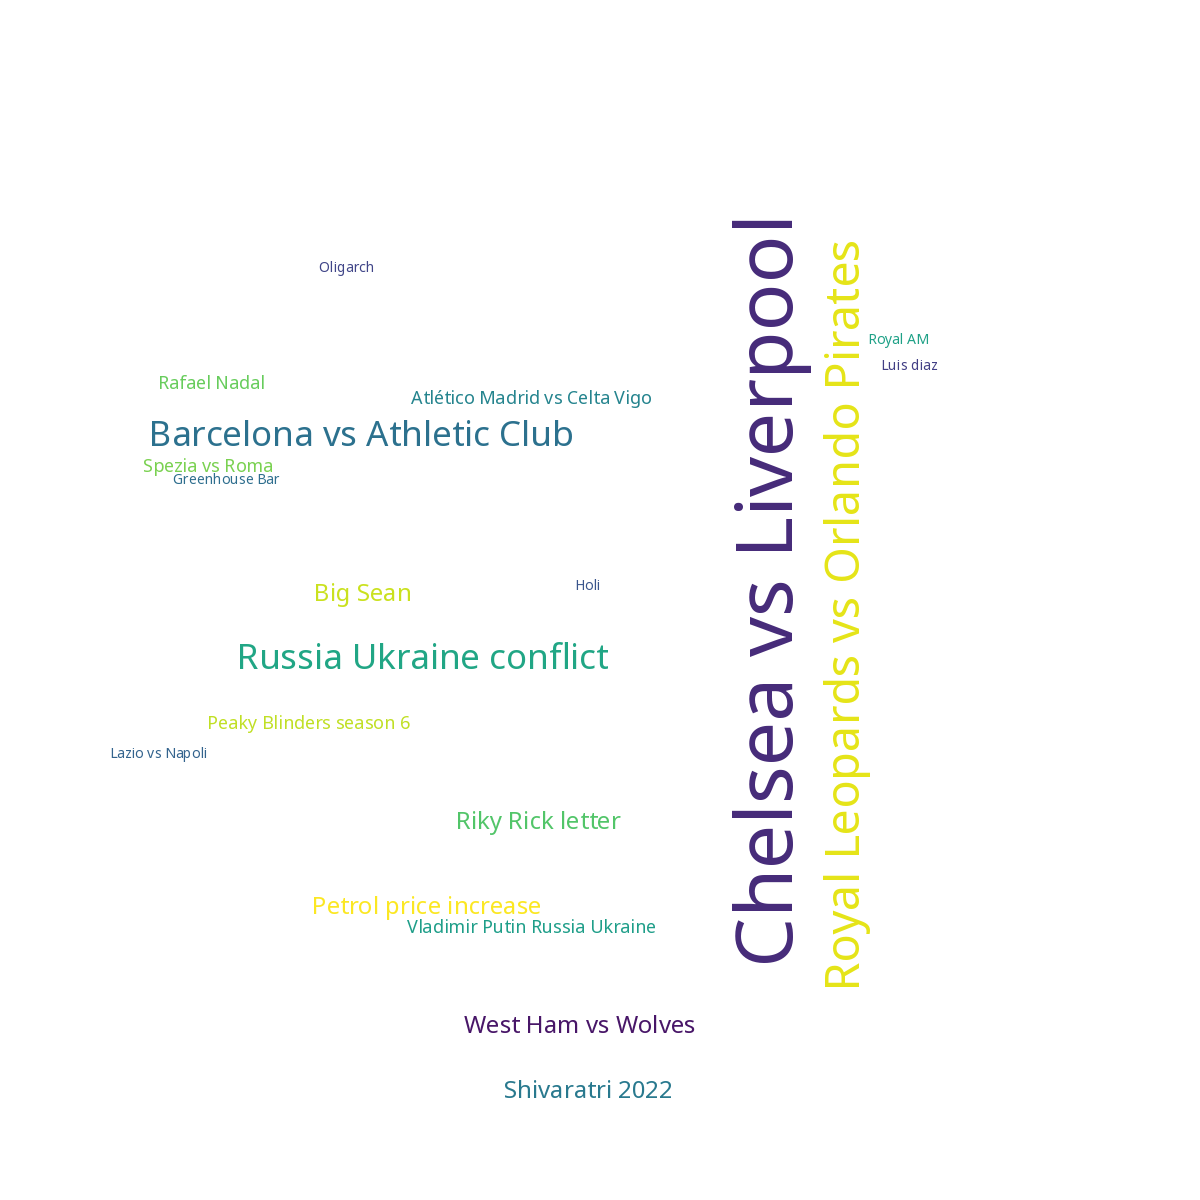 Oligarch
Rafael Nadal
Atlético Madrid vs Celta Vigo
Barcelona vs Athletic Club
Spezia vs Roma
Greenhouse Bar
Big Sean
Holi
Russia Ukraine conflict
Peaky Blinders season 6
Lazio vs Napoli
Riky Rick letter
Petrol price increase
Vladimir Putin Russia Ukraine
West Ham vs Wolves
Shivaratri 2022
Chelsea vs Liverpool
Royal Leopards vs Orlando Pirates
Royal AM
Luis diaz